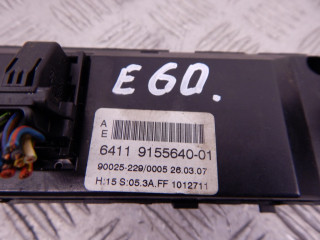 E60.
A
E
6411 9155640-01
90025-229/0005 26.03.07
H:15 S:05.3A.FF 1012711